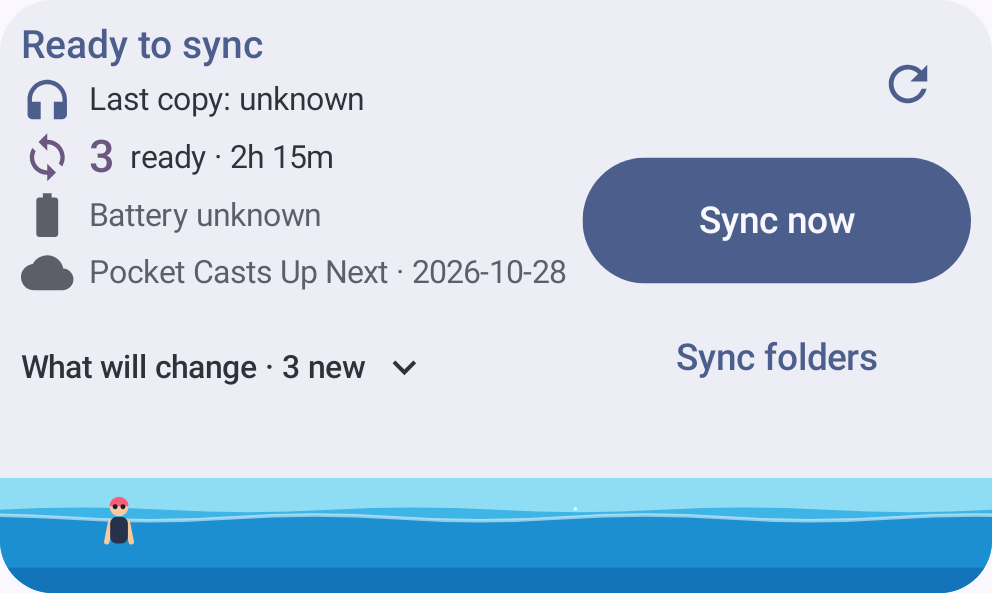 Ready to sync
Last copy: unknown
3 ready · 2h 15m
Battery unknown
Pocket Casts Up Next · 2026-10-28
Sync now
What will change · 3 new
Sync folders